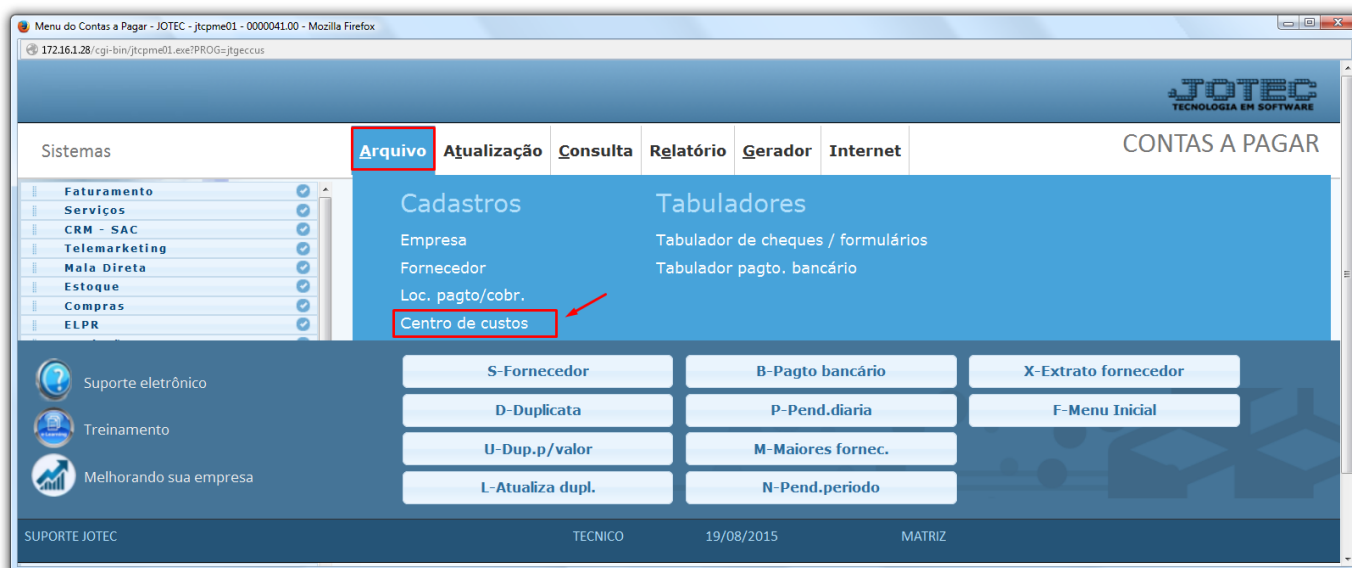 Menu do Contas a Pagar - JOTEC - jtcpme01 - 0000041.00 - Mozilla Firefox
172.16.1.28/cgi-bin/jtcpme01.exe?PROG=jtgeccus
JOTEC
TECNOLOGIA EM SOFTWARE
Sistemas
Arquivo Atualização Consulta Relatório Gerador Internet
CONTAS A PAGAR
Faturamento
Serviços
CRM - SAC
Telemarketing
Mala Direta
Estoque
Compras
ELPR
Cadastros
Empresa
Fornecedor
Loc. pagto/cobr.
Centro de custos
Tabuladores
Tabulador de cheques / formulários
Tabulador pagto. bancário
Suporte eletrônico
Treinamento
Melhorando sua empresa
S-Fornecedor
B-Pagto bancário
X-Extrato fornecedor
D-Duplicata
P-Pend.diaria
F-Menu Inicial
U-Dup.p/valor
M-Maiores fornec.
L-Atualiza dupl.
N-Pend.periodo
SUPORTE JOTEC
TECNICO
19/08/2015
MATRIZ